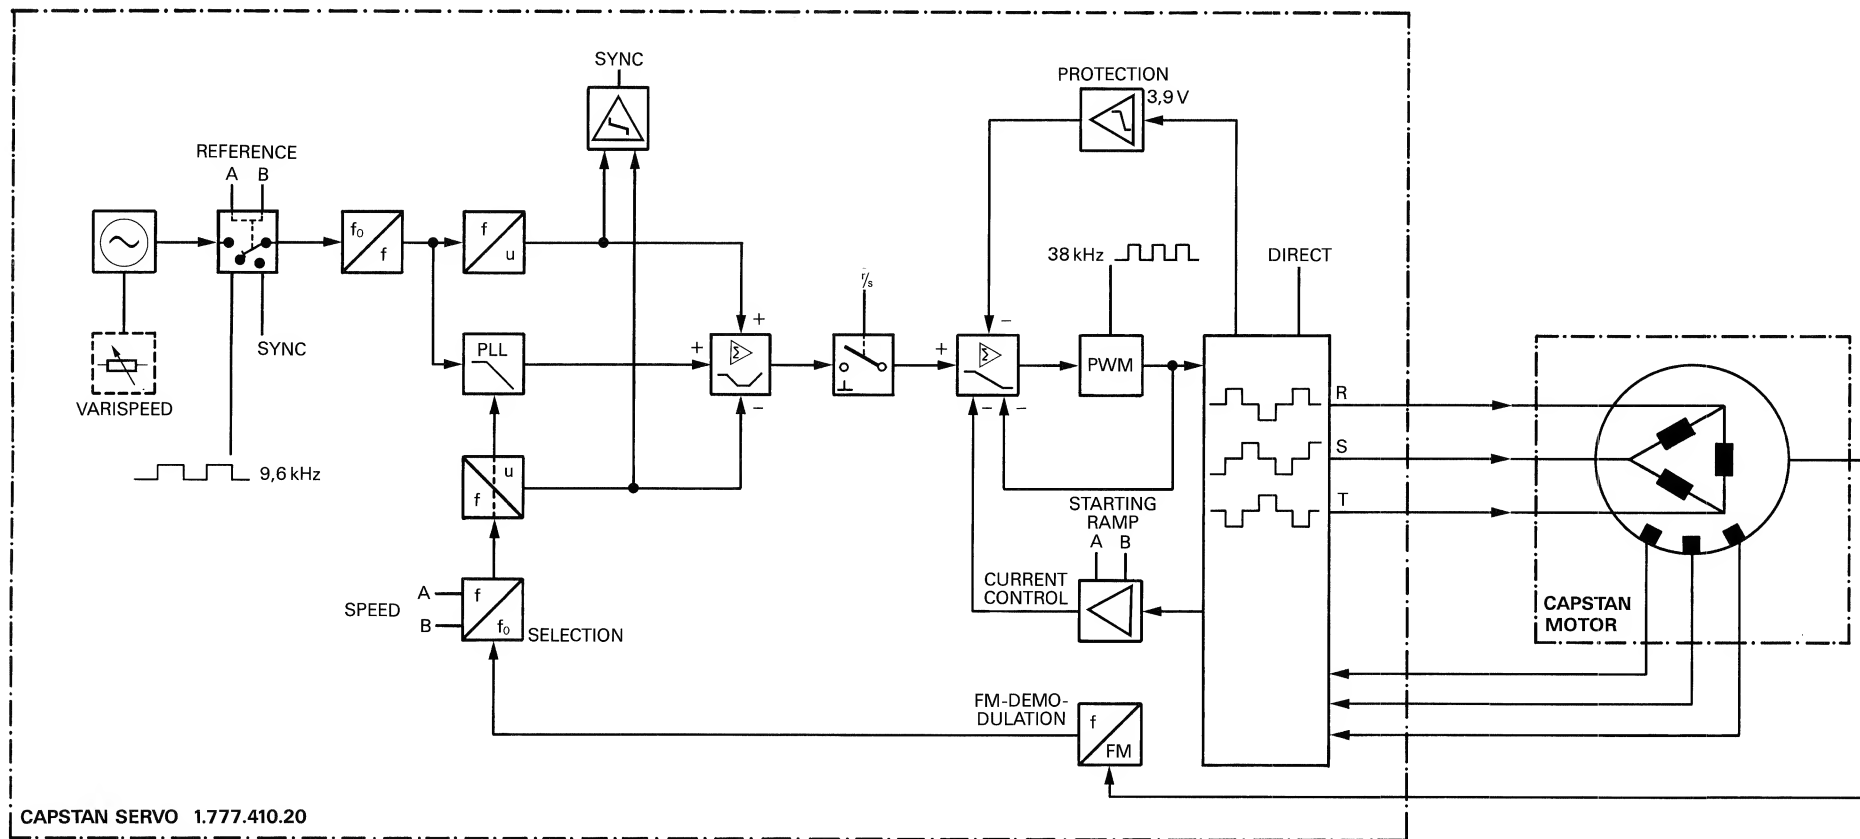 SYNC
PROTECTION
3,9 V
REFERENCE
A B
f₀
f
f
u
38 kHz
DIRECT
r/s
+
−
SYNC
PLL
+
Σ
+
Σ
PWM
VARISPEED
R
−
− −
S
9,6 kHz
u
f
T
STARTING
RAMP
A B
CURRENT
CONTROL
SPEED
A
B
f
f₀
SELECTION
CAPSTAN
MOTOR
FM-DEMO-
DULATION
f
FM
CAPSTAN SERVO 1.777.410.20